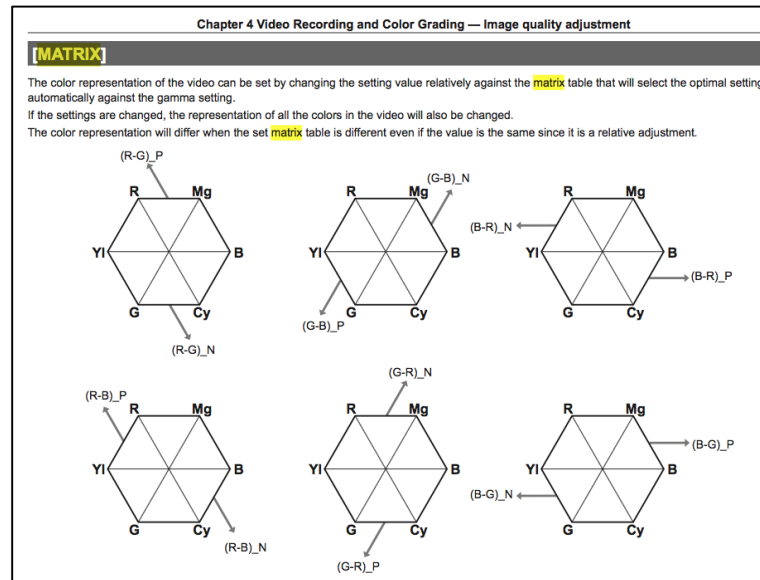 Chapter 4 Video Recording and Color Grading — Image quality adjustment
[MATRIX]
The color representation of the video can be set by changing the setting value relatively against the matrix table that will select the optimal setting
automatically against the gamma setting.
If the settings are changed, the representation of all the colors in the video will also be changed.
The color representation will differ when the set matrix table is different even if the value is the same since it is a relative adjustment.
(R-G)_P
R Mg
Yl B
G Cy
(R-G)_N
(G-B)_N
R Mg
Yl B
G Cy
(G-B)_P
R Mg
(B-R)_N
Yl B
(B-R)_P
G Cy
(R-B)_P
R Mg
Yl B
G Cy
(R-B)_N
(G-R)_N
R Mg
Yl B
G Cy
(G-R)_P
R Mg
(B-G)_P
Yl B
(B-G)_N
G Cy